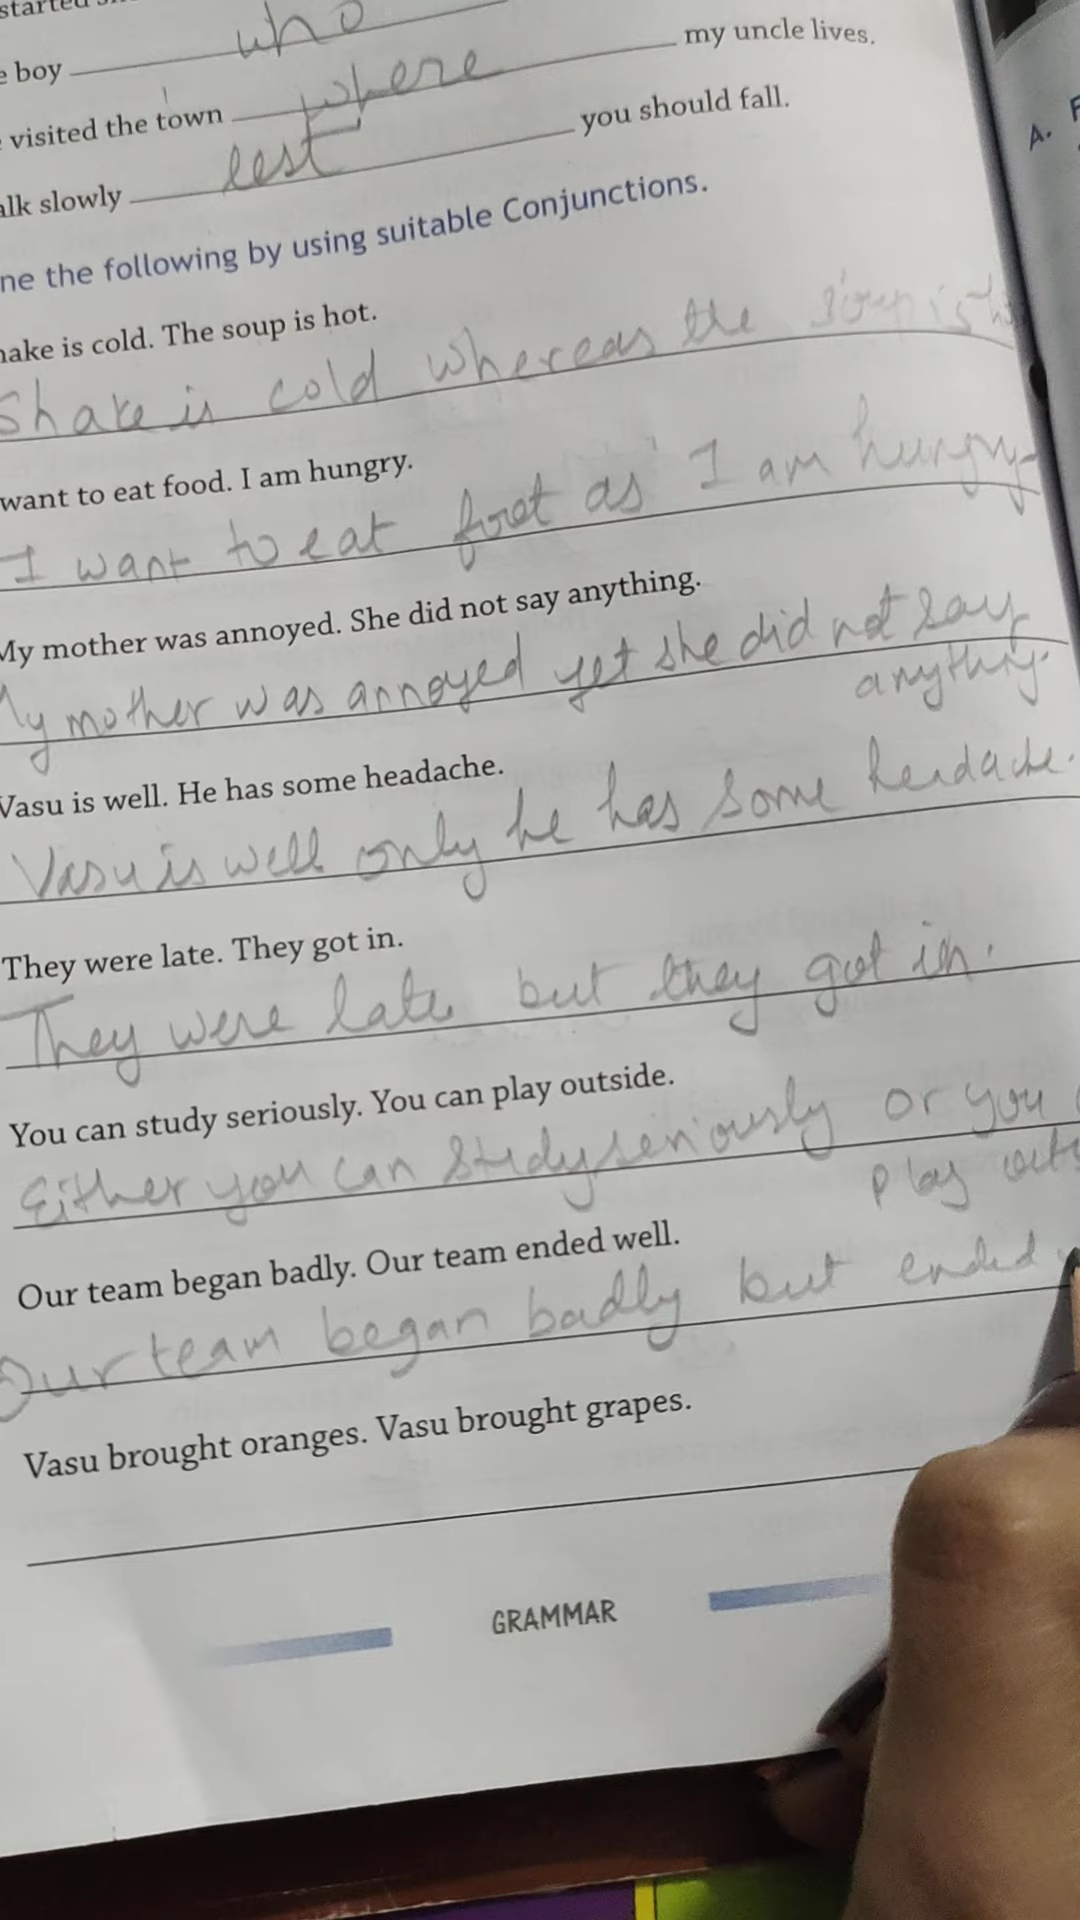 started
e boy who
visited the town where my uncle lives.
alk slowly lest you should fall.
ne the following by using suitable Conjunctions.
hake is cold. The soup is hot.
Shake is cold whereas the soup is
want to eat food. I am hungry.
I want to eat foot as I am hungry.
My mother was annoyed. She did not say anything.
My mother was annoyed yet she did not say
anything.
Vasu is well. He has some headache.
Vasu is well only he has some headache.
They were late. They got in.
They were late but they got in.
You can study seriously. You can play outside.
Either you can study seriously or you
play outs
Our team began badly. Our team ended well.
Our team began badly but ended
Vasu brought oranges. Vasu brought grapes.
GRAMMAR
A. F